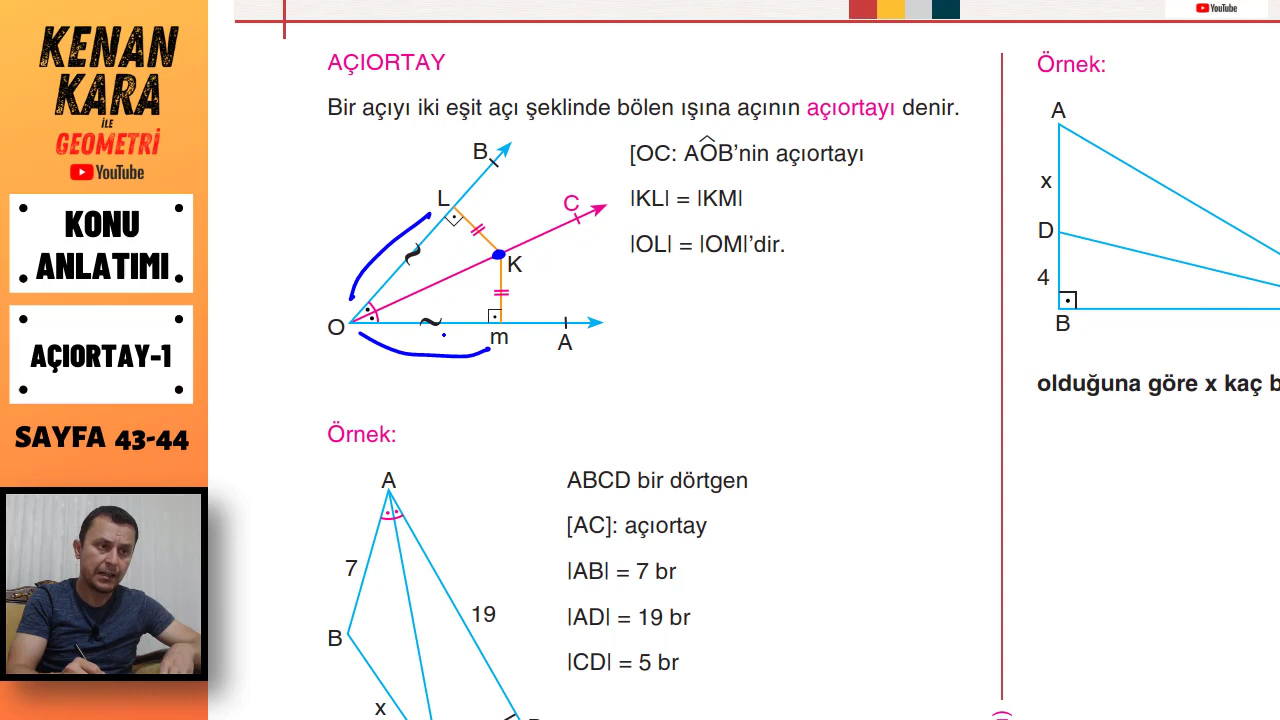 KENAN
KARA
İLE
GEOMETRİ
YouTube
KONU
ANLATIMI
AÇIORTAY-1
SAYFA 43-44
YouTube
AÇIORTAY
Bir açıyı iki eşit açı şeklinde bölen ışına açının açıortayı denir.
B
L
C
K
O
m
A
[OC: AÔB'nin açıortayı
|KL| = |KM|
|OL| = |OM|'dir.
Örnek:
A
7
19
B
x
ABCD bir dörtgen
[AC]: açıortay
|AB| = 7 br
|AD| = 19 br
|CD| = 5 br
Örnek:
A
x
D
4
B
olduğuna göre x kaç b